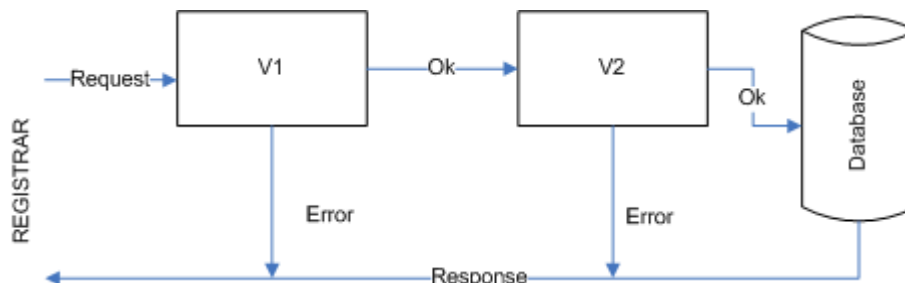 REGISTRAR
Request
V1
Ok
V2
Ok
Database
Error
Error
Response